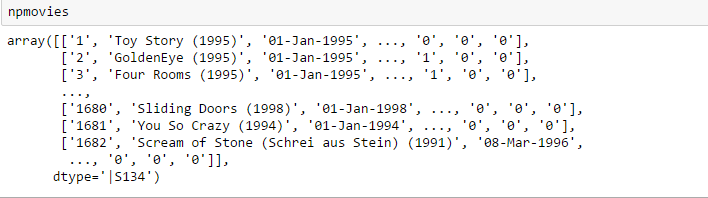 npmovies
array([['1', 'Toy Story (1995)', '01-Jan-1995', ..., '0', '0', '0'],
['2', 'GoldenEye (1995)', '01-Jan-1995', ..., '1', '0', '0'],
['3', 'Four Rooms (1995)', '01-Jan-1995', ..., '1', '0', '0'],
...,
['1680', 'Sliding Doors (1998)', '01-Jan-1998', ..., '0', '0', '0'],
['1681', 'You So Crazy (1994)', '01-Jan-1994', ..., '0', '0', '0'],
['1682', 'Scream of Stone (Schrei aus Stein) (1991)', '08-Mar-1996',
..., '0', '0', '0']],
dtype='|S134')